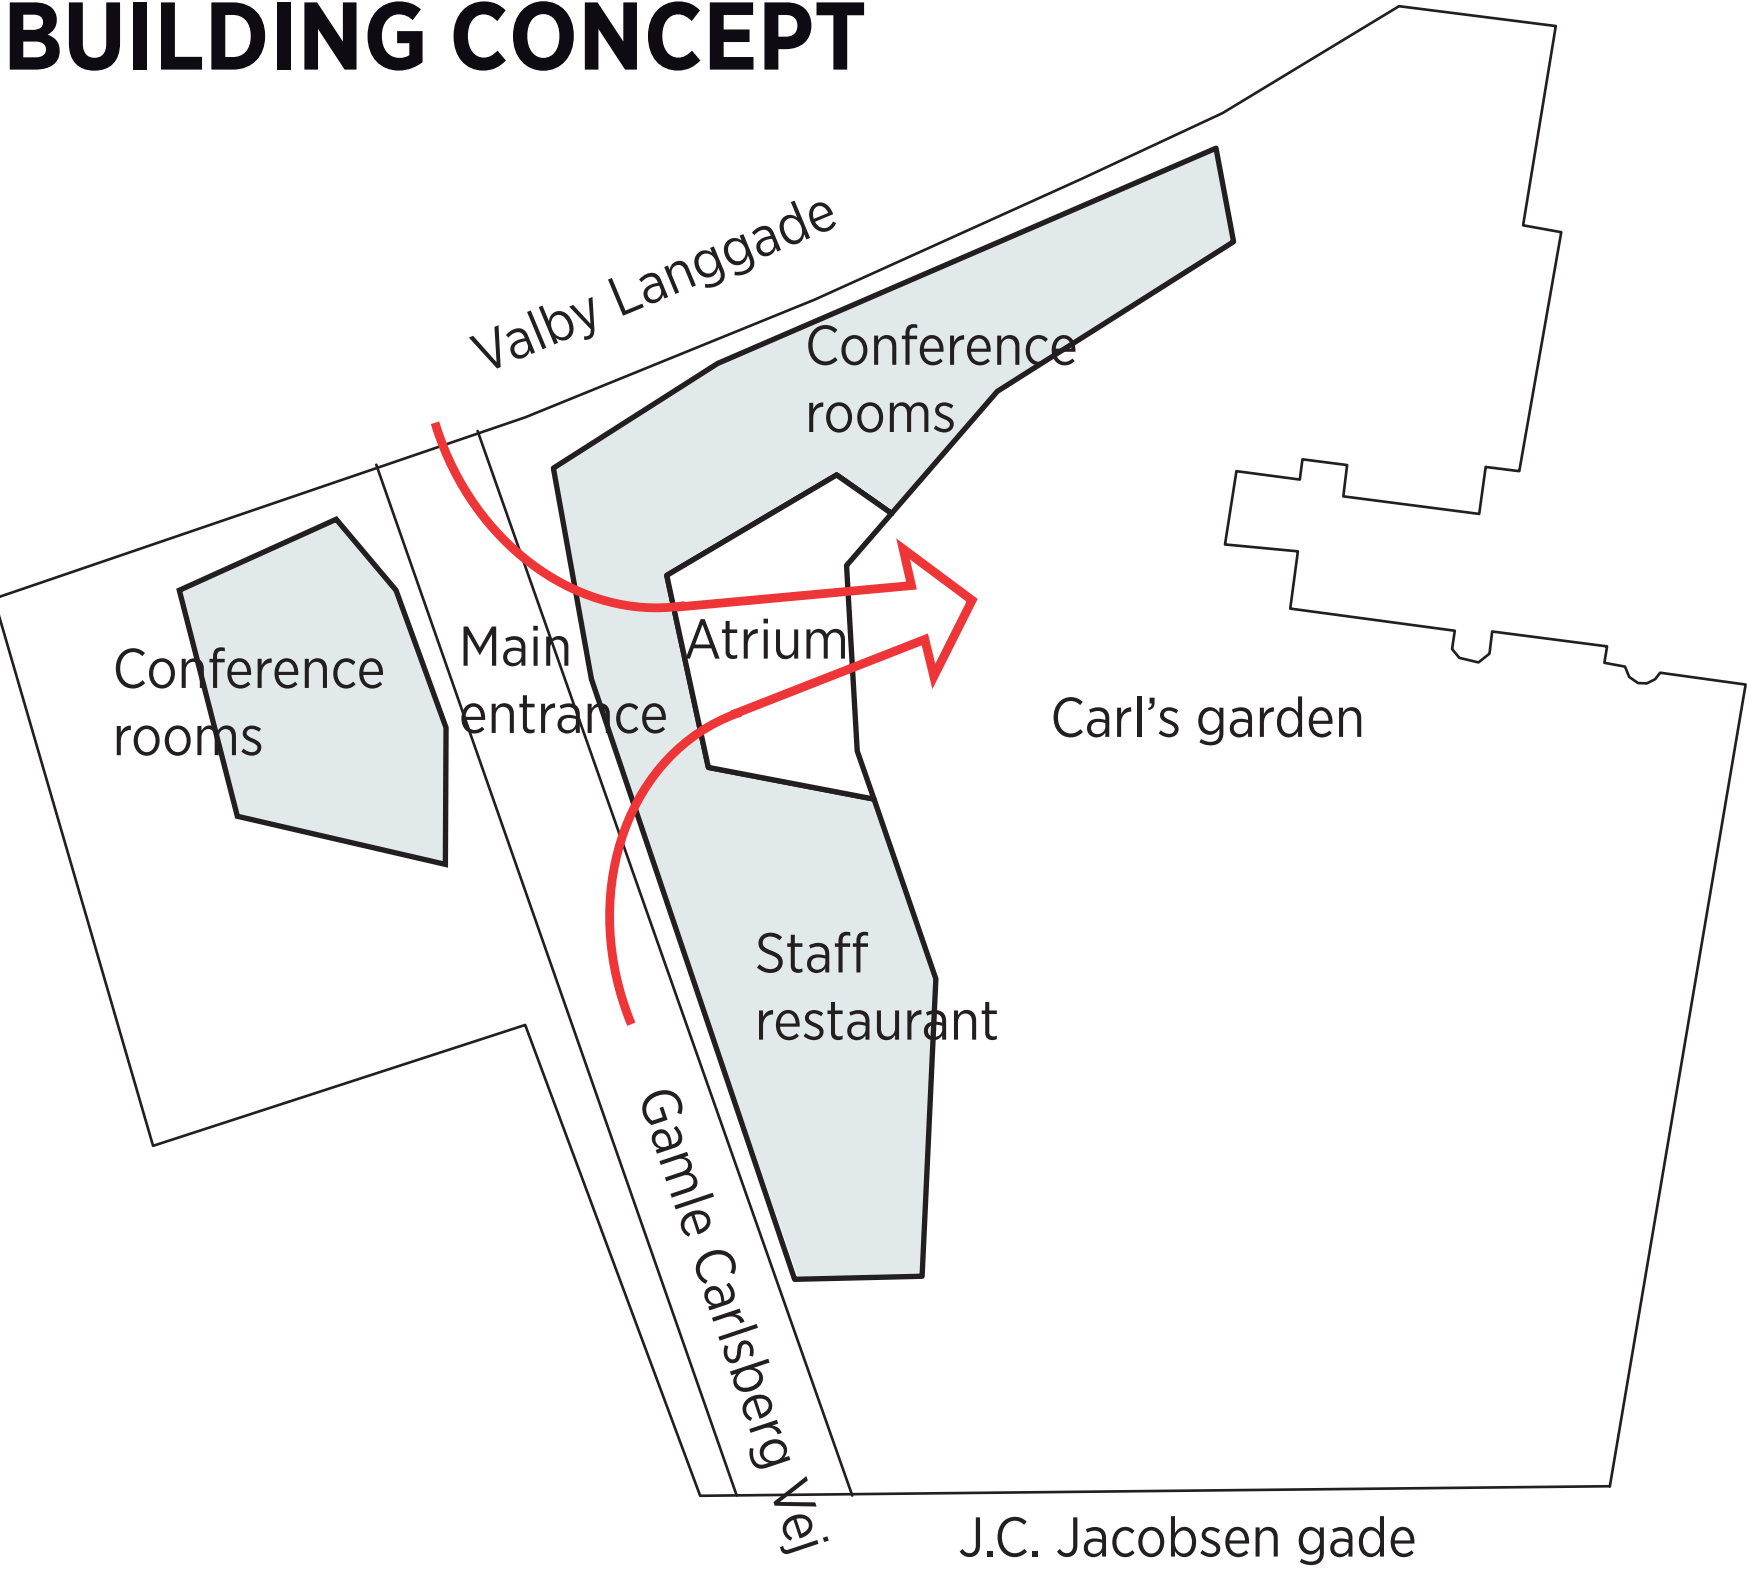 BUILDING CONCEPT
Valby Langgade
Conference
rooms
Conference
rooms
Main
entrance
Atrium
Carl's garden
Staff
restaurant
Gamle Carlsberg Vej
J.C. Jacobsen gade